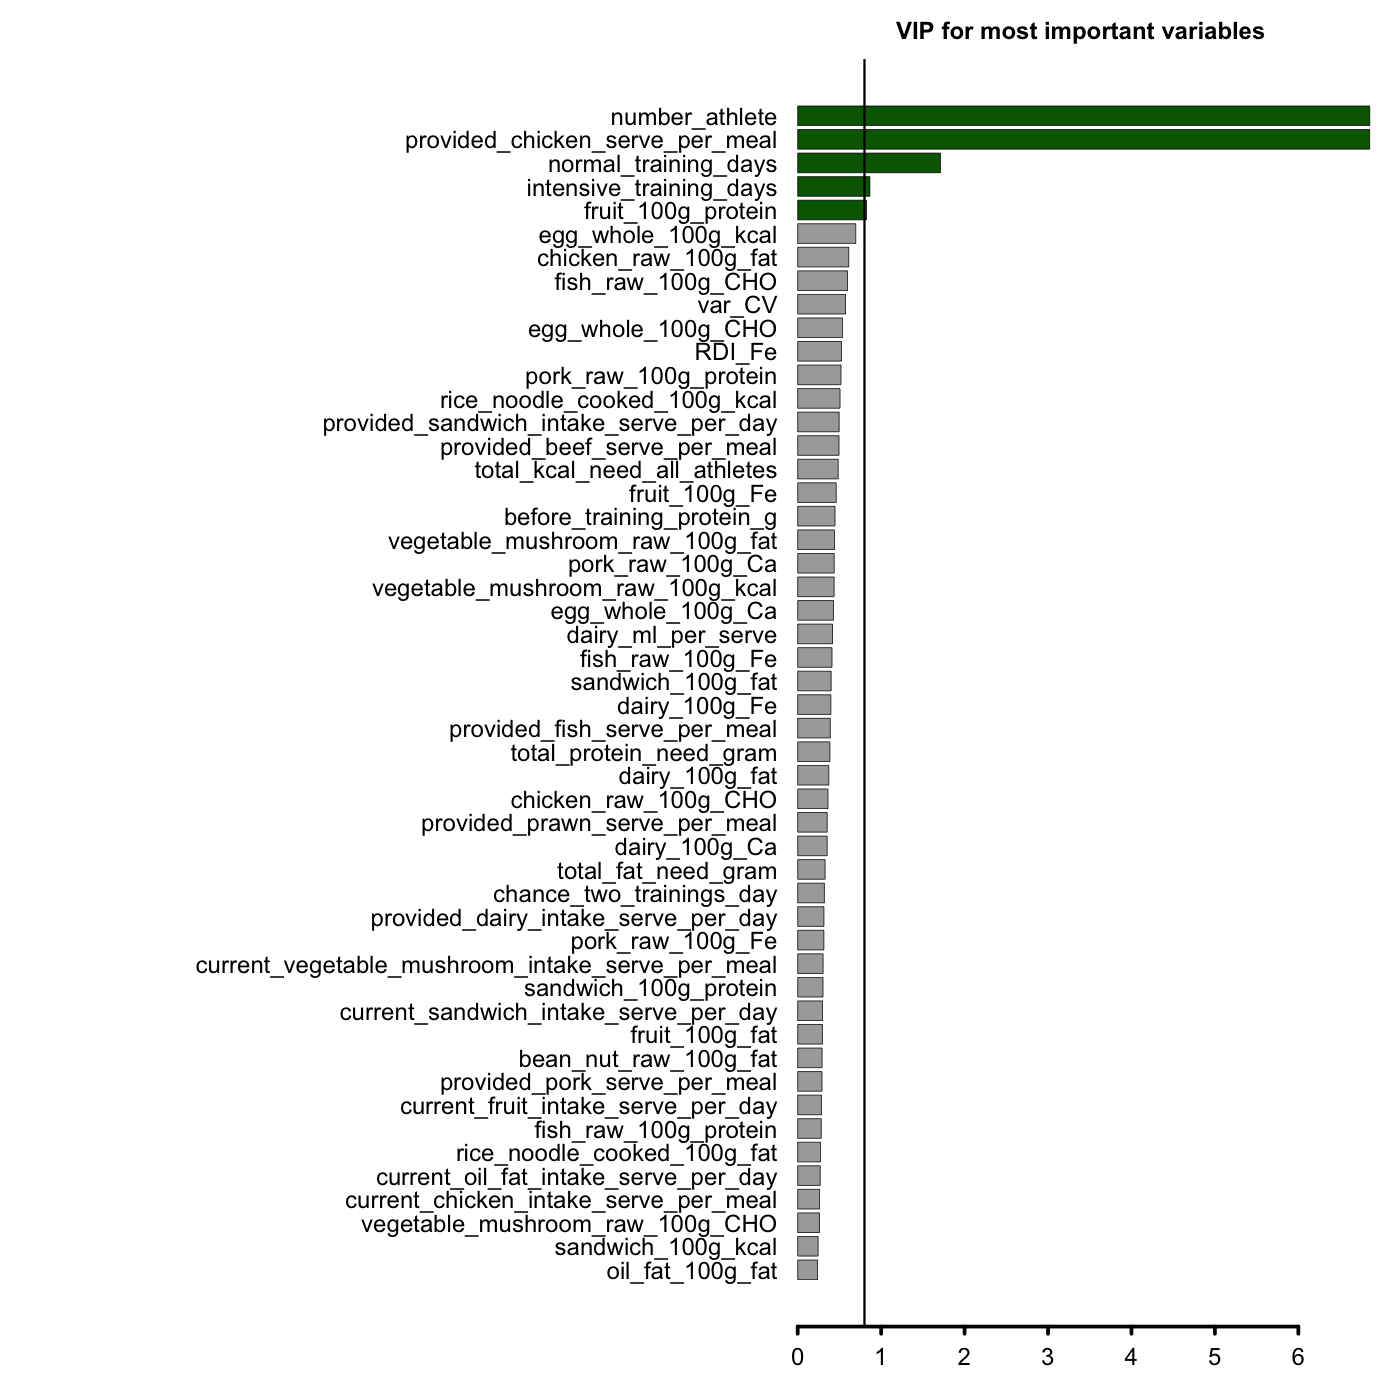 VIP for most important variables
number_athlete
provided_chicken_serve_per_meal
normal_training_days
intensive_training_days
fruit_100g_protein
egg_whole_100g_kcal
chicken_raw_100g_fat
fish_raw_100g_CHO
var_CV
egg_whole_100g_CHO
RDI_Fe
pork_raw_100g_protein
rice_noodle_cooked_100g_kcal
provided_sandwich_intake_serve_per_day
provided_beef_serve_per_meal
total_kcal_need_all_athletes
fruit_100g_Fe
before_training_protein_g
vegetable_mushroom_raw_100g_fat
pork_raw_100g_Ca
vegetable_mushroom_raw_100g_kcal
egg_whole_100g_Ca
dairy_ml_per_serve
fish_raw_100g_Fe
sandwich_100g_fat
dairy_100g_Fe
provided_fish_serve_per_meal
total_protein_need_gram
dairy_100g_fat
chicken_raw_100g_CHO
provided_prawn_serve_per_meal
dairy_100g_Ca
total_fat_need_gram
chance_two_trainings_day
provided_dairy_intake_serve_per_day
pork_raw_100g_Fe
current_vegetable_mushroom_intake_serve_per_meal
sandwich_100g_protein
current_sandwich_intake_serve_per_day
fruit_100g_fat
bean_nut_raw_100g_fat
provided_pork_serve_per_meal
current_fruit_intake_serve_per_day
fish_raw_100g_protein
rice_noodle_cooked_100g_fat
current_oil_fat_intake_serve_per_day
current_chicken_intake_serve_per_meal
vegetable_mushroom_raw_100g_CHO
sandwich_100g_kcal
oil_fat_100g_fat
0 1 2 3 4 5 6